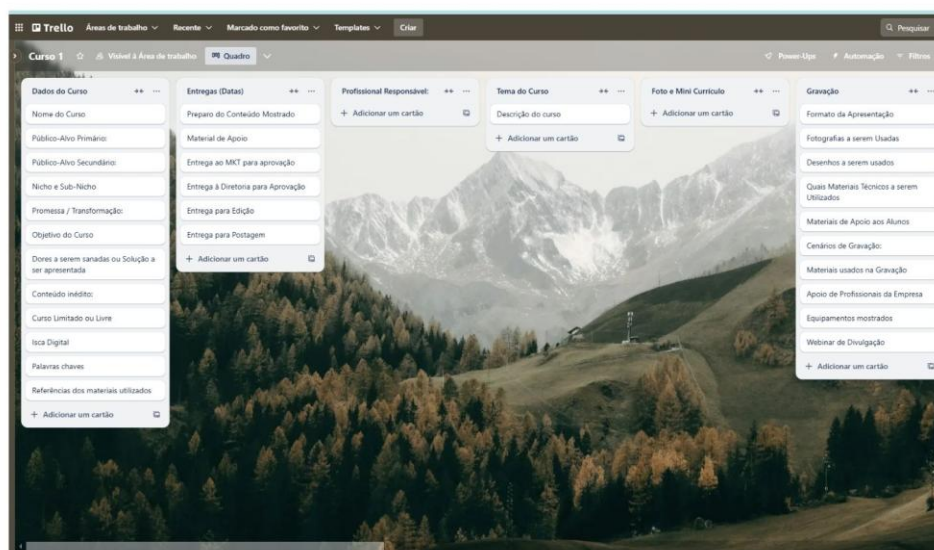 Trello Áreas de trabalho Recente Marcado como favorito Templates Criar Pesquisar
Curso 1 Visível à Área de trabalho Quadro Power-Ups Automação Filtros
Dados do Curso
Nome do Curso
Público-Alvo Primário:
Público-Alvo Secundário:
Nicho e Sub-Nicho
Promessa / Transformação:
Objetivo do Curso
Dores a serem sanadas ou Solução a
ser apresentada
Conteúdo inédito:
Curso Limitado ou Livre
Isca Digital
Palavras chaves
Referências dos materiais utilizados
+ Adicionar um cartão
Entregas (Datas)
Preparo do Conteúdo Mostrado
Material de Apoio
Entrega ao MKT para aprovação
Entrega à Diretoria para Aprovação
Entrega para Edição
Entrega para Postagem
+ Adicionar um cartão
Profissional Responsável:
+ Adicionar um cartão
Tema do Curso
Descrição do curso
+ Adicionar um cartão
Foto e Mini Currículo
+ Adicionar um cartão
Gravação
Formato da Apresentação
Fotografias a serem Usadas
Desenhos a serem usados
Quais Materiais Técnicos a serem
Utilizados
Materiais de Apoio aos Alunos
Cenários de Gravação:
Materiais usados na Gravação
Apoio de Profissionais da Empresa
Equipamentos mostrados
Webinar de Divulgação
+ Adicionar um cartão